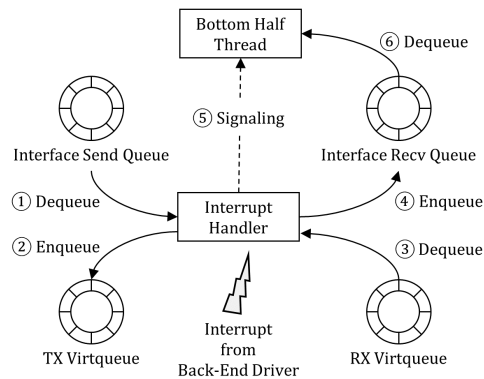 Bottom Half
Thread
⑥ Dequeue
⑤ Signaling
Interface Send Queue
Interface Recv Queue
① Dequeue
Interrupt
Handler
④ Enqueue
② Enqueue
③ Dequeue
Interrupt
from
Back-End Driver
TX Virtqueue
RX Virtqueue